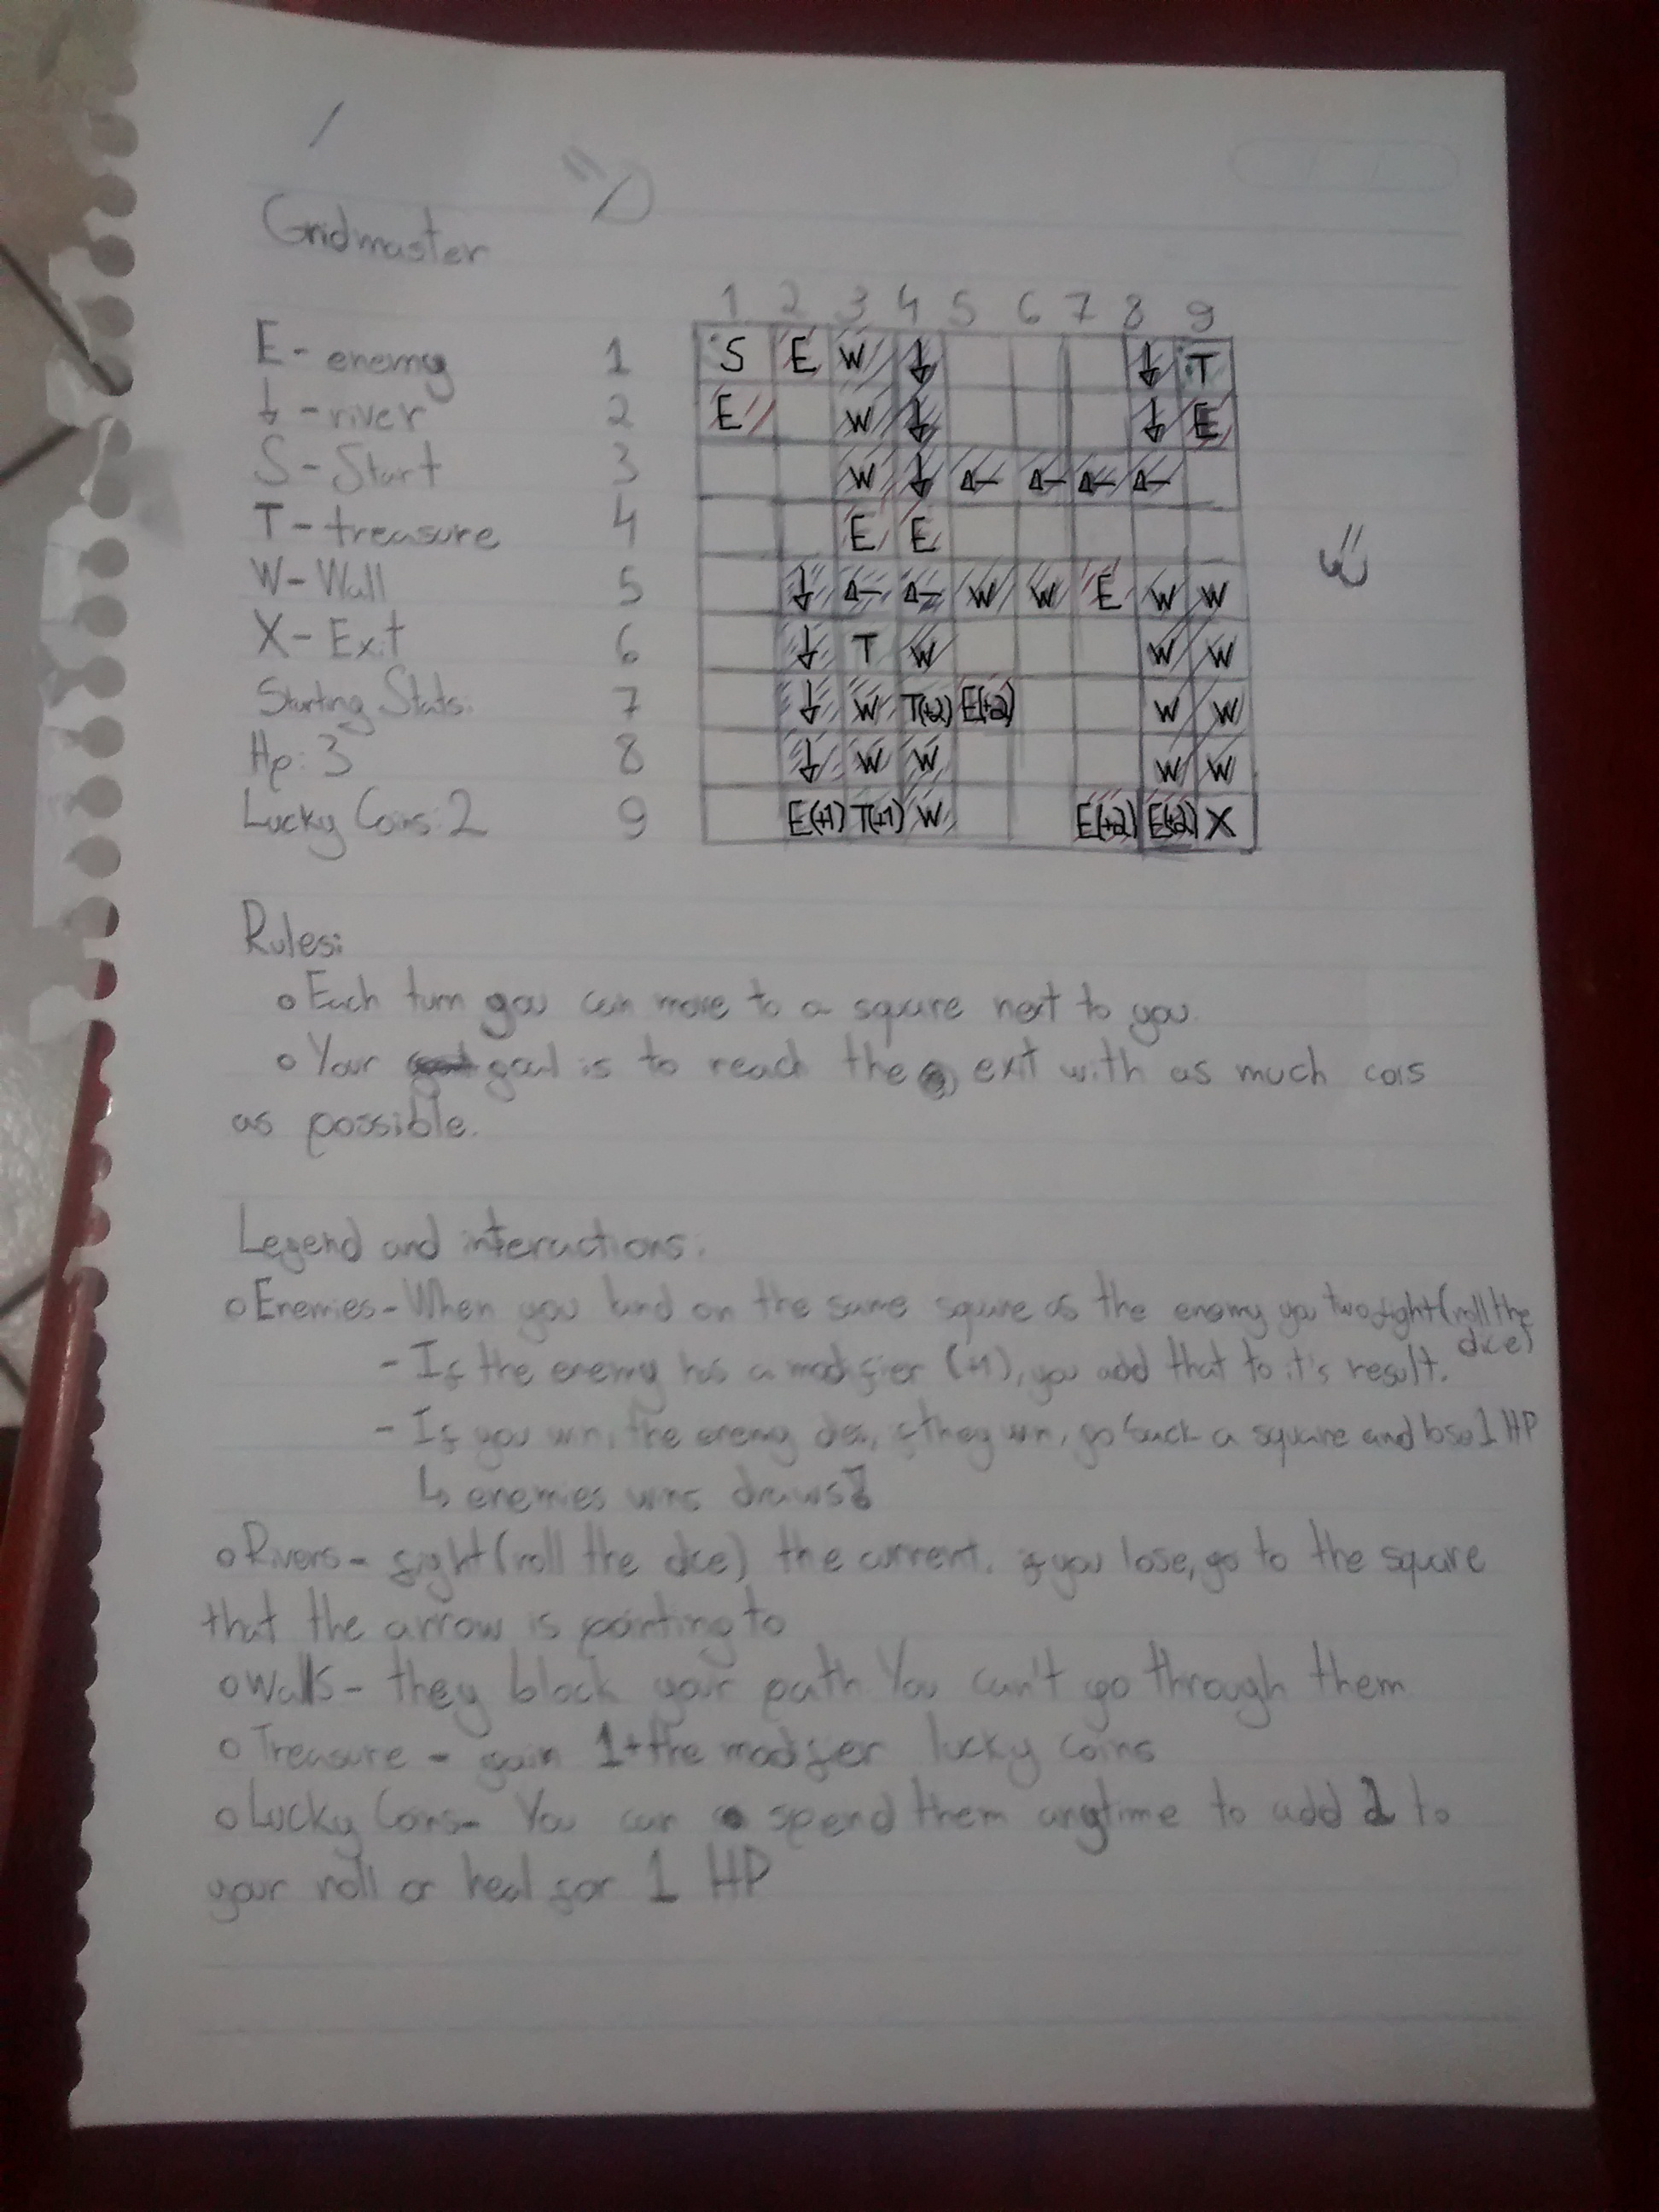 Gridmaster
1 2 3 4 5 6 7 8 9
E - enemy 1 S E W ↓ ↓ T
↓ - river 2 E W ↓ ↓ E
S - Start 3 W ↓ ← ← ← ←
T - treasure 4 E E
W - Wall 5 ↓ ← ← W W E W W
X - Exit 6 ↓ T W W W
Starting Stats: 7 ↓ W T(+2) E(+2) W W
Hp: 3 8 ↓ W W W W
Lucky Coins: 2 9 E(+1) T(+1) W E(+2) E(+2) X
Rules:
o Each turn you can move to a square next to you.
o Your goal is to reach the exit with as much cois
as possible.
Legend and interactions:
o Enemies - When you land on the same square as the enemy you two fight (roll the
dice)
- If the enemy has a modifier (+1), you add that to it's result.
- If you win, the enemy dies, if they win, go back a square and lose 1 HP
↳ enemies wins draws!
o Rivers - fight (roll the dice) the current. if you lose, go to the square
that the arrow is pointing to
o Walls - they block your path You can't go through them
o Treasure - gain 1 + the modifier lucky coins
o Lucky Coins - You can spend them anytime to add 2 to
your roll or heal for 1 HP